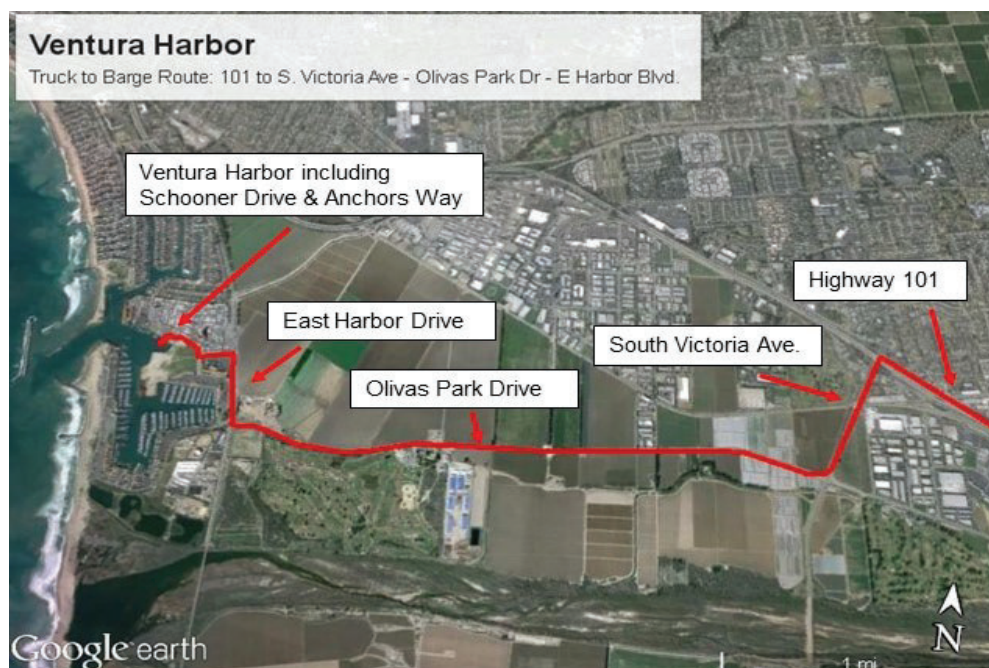 Ventura Harbor
Truck to Barge Route: 101 to S. Victoria Ave - Olivas Park Dr - E Harbor Blvd.
Ventura Harbor including
Schooner Drive & Anchors Way
Highway 101
East Harbor Drive
South Victoria Ave.
Olivas Park Drive
N
Google earth
1 mi